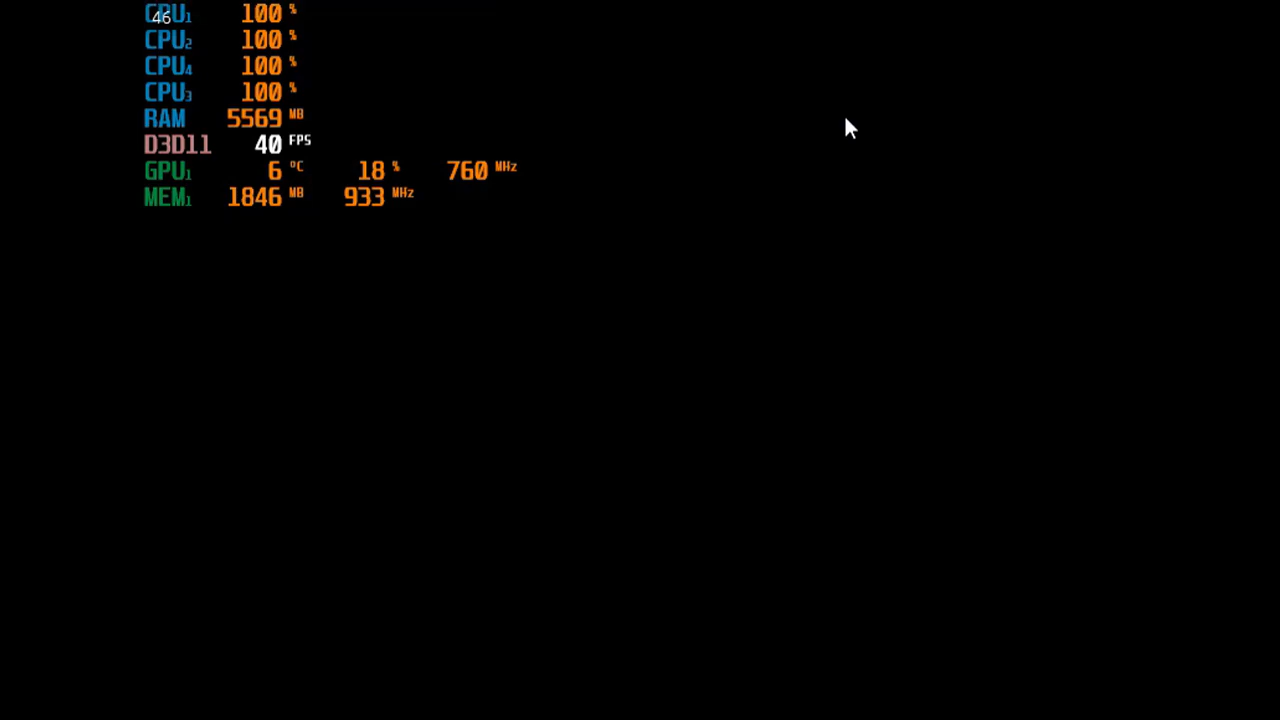 46
CPU1 100 %
CPU2 100 %
CPU4 100 %
CPU3 100 %
RAM 5569 MB
D3D11 40 FPS
GPU1 6 °C 18 % 760 MHz
MEM1 1846 MB 933 MHz